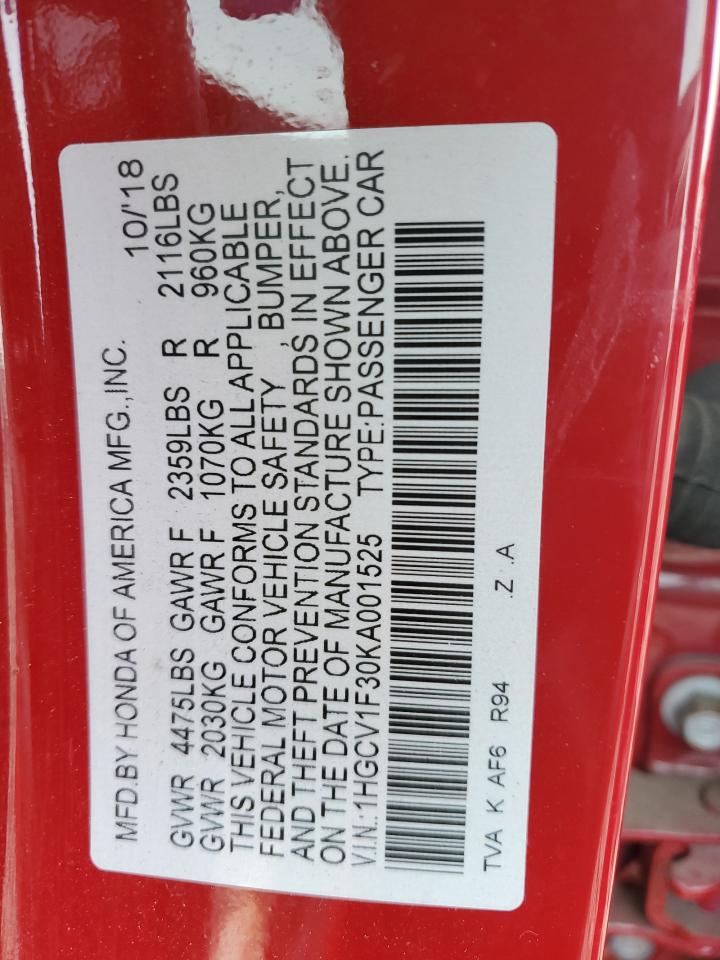 MFD.BY HONDA OF AMERICA MFG.,INC. 10/'18
GVWR 4475LBS GAWR F 2359LBS R 2116LBS
GVWR 2030KG GAWR F 1070KG R 960KG
THIS VEHICLE CONFORMS TO ALL APPLICABLE
FEDERAL MOTOR VEHICLE SAFETY , BUMPER,
AND THEFT PREVENTION STANDARDS IN EFFECT
ON THE DATE OF MANUFACTURE SHOWN ABOVE.
V.I.N.:1HGCV1F30KA001525 TYPE:PASSENGER CAR
TVA K AF6 R94 .Z .A